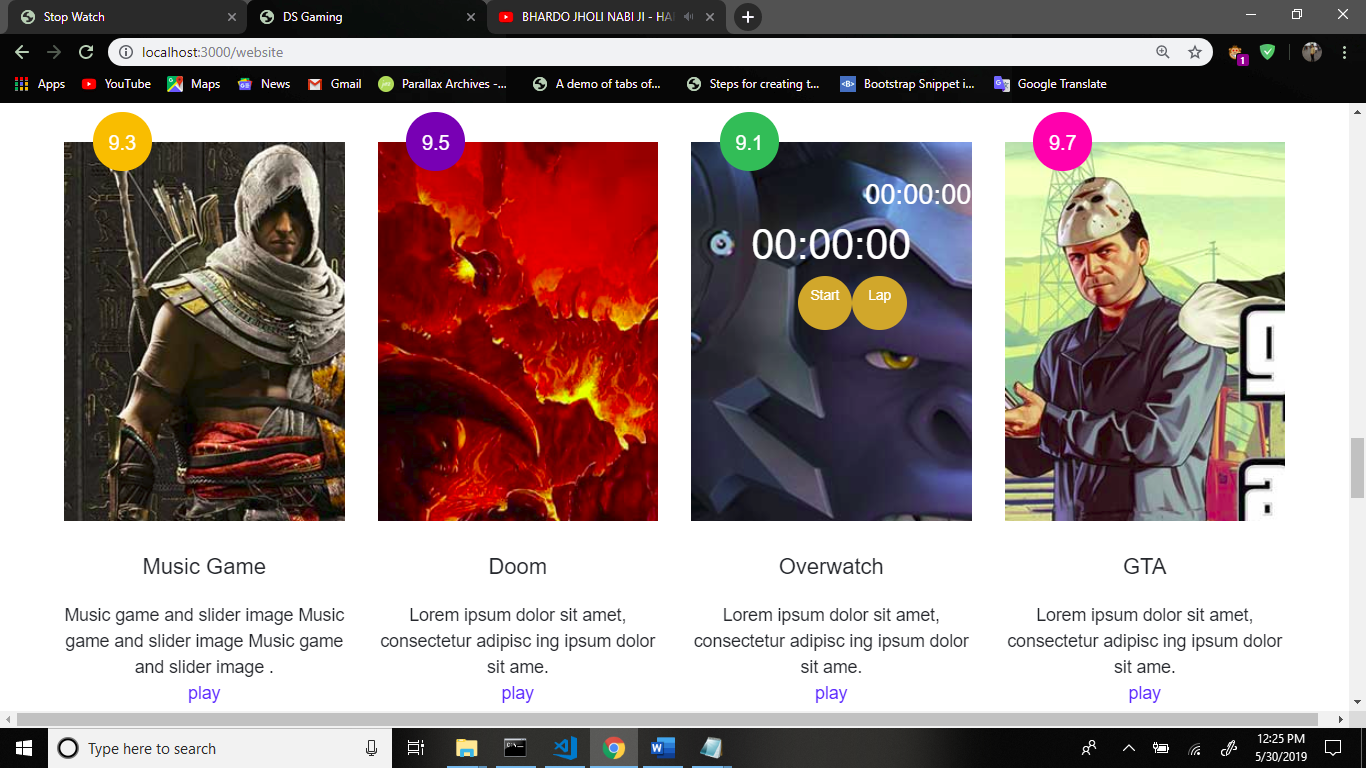 Stop Watch
DS Gaming
BHARDO JHOLI NABI JI - HA
localhost:3000/website
1
Apps
YouTube
Maps
News
Gmail
Parallax Archives -...
A demo of tabs of...
Steps for creating t...
Bootstrap Snippet i...
Google Translate
9.3
9.5
9.1
9.7
00:00:00
00:00:00
Start
Lap
Music Game
Music game and slider image Music
game and slider image Music game
and slider image .
play
Doom
Lorem ipsum dolor sit amet,
consectetur adipisc ing ipsum dolor
sit ame.
play
Overwatch
Lorem ipsum dolor sit amet,
consectetur adipisc ing ipsum dolor
sit ame.
play
GTA
Lorem ipsum dolor sit amet,
consectetur adipisc ing ipsum dolor
sit ame.
play
Type here to search
12:25 PM
5/30/2019